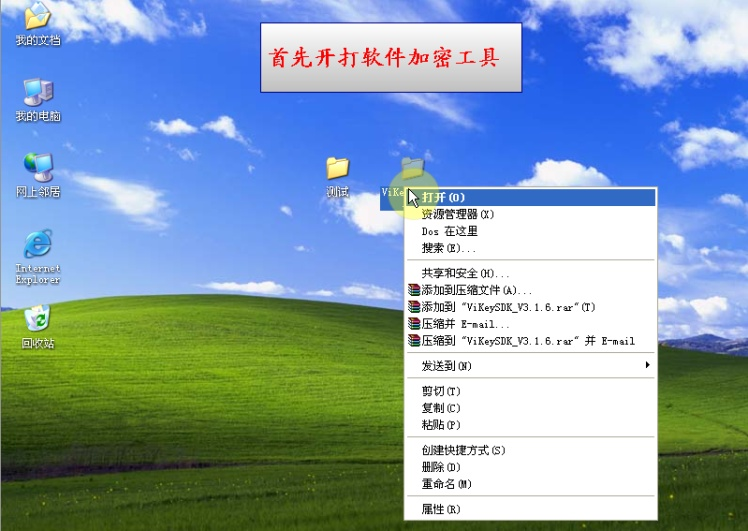 我的文档
首先开打软件加密工具
我的电脑
网上邻居
测试
ViKe
打开(O)
资源管理器(X)
Dos 在这里
搜索(E)...
共享和安全(H)...
添加到压缩文件(A)...
添加到 "ViKeySDK_V3.1.6.rar"(T)
压缩并 E-mail...
压缩到 "ViKeySDK_V3.1.6.rar" 并 E-mail
发送到(N)
剪切(T)
复制(C)
粘贴(P)
创建快捷方式(S)
删除(D)
重命名(M)
属性(R)
Internet
Explorer
回收站